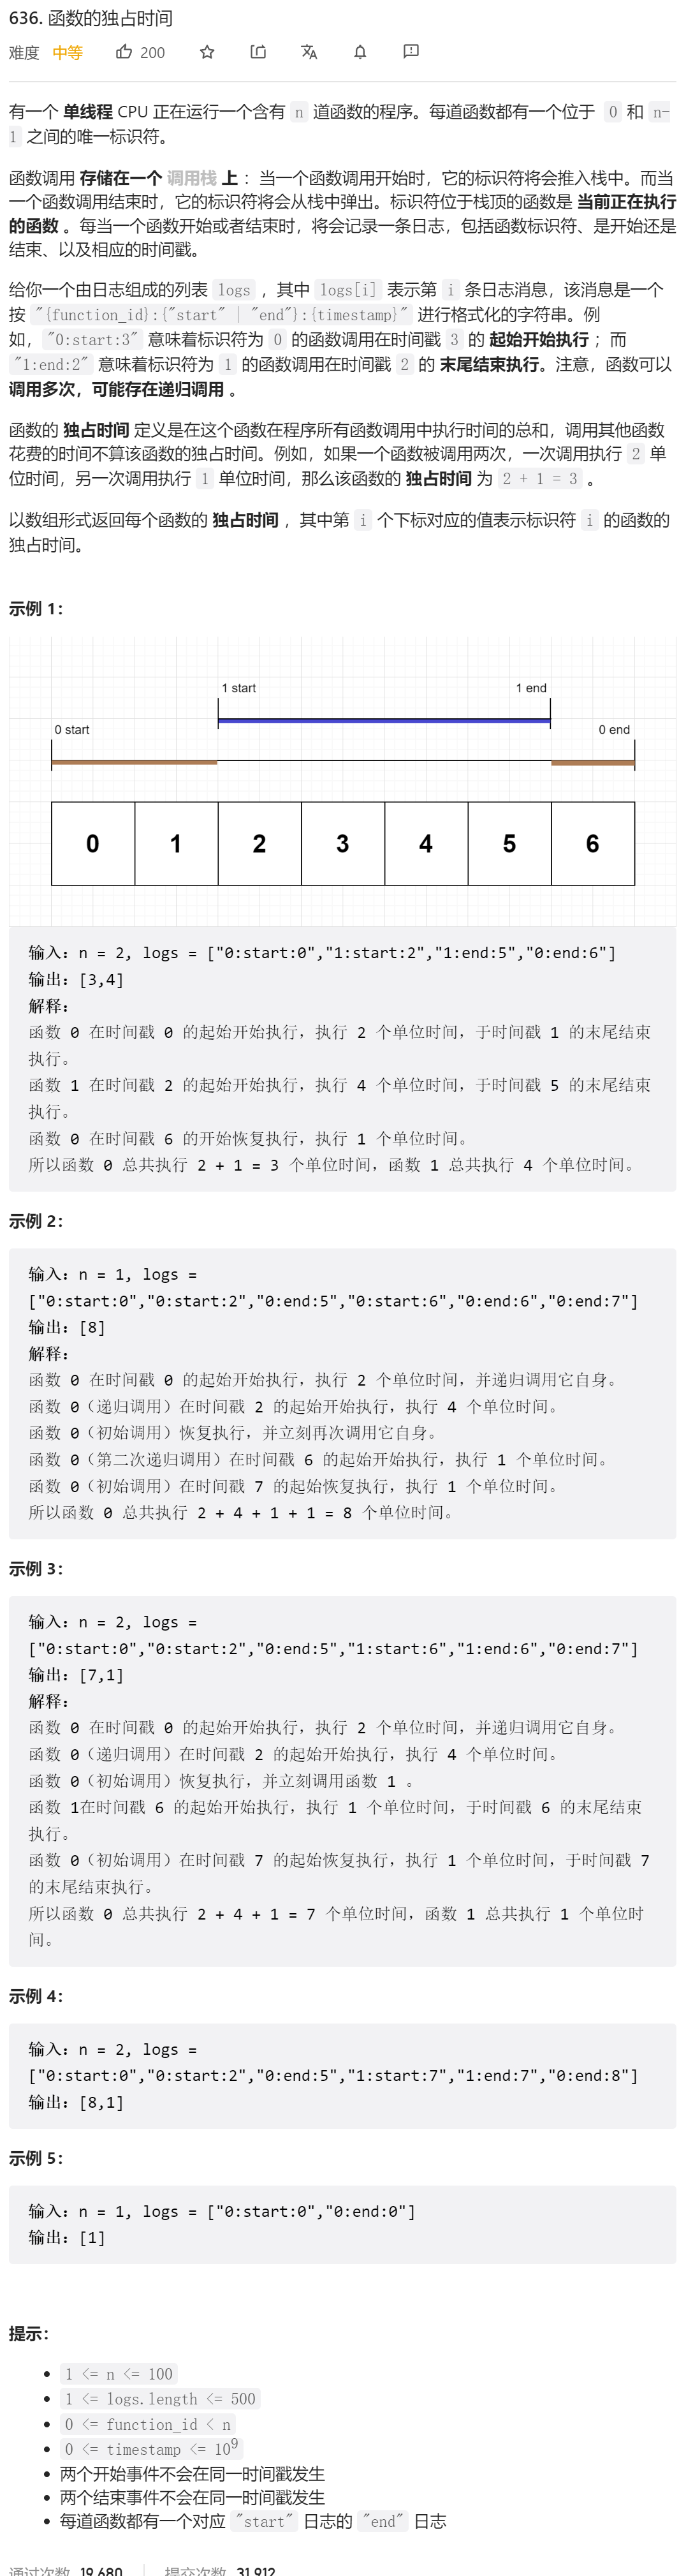 636. 函数的独占时间
难度 中等 200
有一个 单线程 CPU 正在运行一个含有 n 道函数的程序。每道函数都有一个位于 0 和 n-
1 之间的唯一标识符。
函数调用 存储在一个 调用栈 上 ：当一个函数调用开始时，它的标识符将会推入栈中。而当
一个函数调用结束时，它的标识符将会从栈中弹出。标识符位于栈顶的函数是 当前正在执行
的函数 。每当一个函数开始或者结束时，将会记录一条日志，包括函数标识符、是开始还是
结束、以及相应的时间戳。
给你一个由日志组成的列表 logs ，其中 logs[i] 表示第 i 条日志消息，该消息是一个
按 "{function_id}:{"start" | "end"}:{timestamp}" 进行格式化的字符串。例
如，"0:start:3" 意味着标识符为 0 的函数调用在时间戳 3 的 起始开始执行 ；而
"1:end:2" 意味着标识符为 1 的函数调用在时间戳 2 的 末尾结束执行。注意，函数可以
调用多次，可能存在递归调用 。
函数的 独占时间 定义是在这个函数在程序所有函数调用中执行时间的总和，调用其他函数
花费的时间不算该函数的独占时间。例如，如果一个函数被调用两次，一次调用执行 2 单
位时间，另一次调用执行 1 单位时间，那么该函数的 独占时间 为 2 + 1 = 3 。
以数组形式返回每个函数的 独占时间 ，其中第 i 个下标对应的值表示标识符 i 的函数的
独占时间。
示例 1：
1 start 1 end
0 start 0 end
0 1 2 3 4 5 6
输入：n = 2, logs = ["0:start:0","1:start:2","1:end:5","0:end:6"]
输出：[3,4]
解释：
函数 0 在时间戳 0 的起始开始执行，执行 2 个单位时间，于时间戳 1 的末尾结束
执行。
函数 1 在时间戳 2 的起始开始执行，执行 4 个单位时间，于时间戳 5 的末尾结束
执行。
函数 0 在时间戳 6 的开始恢复执行，执行 1 个单位时间。
所以函数 0 总共执行 2 + 1 = 3 个单位时间，函数 1 总共执行 4 个单位时间。
示例 2：
输入：n = 1, logs =
["0:start:0","0:start:2","0:end:5","0:start:6","0:end:6","0:end:7"]
输出：[8]
解释：
函数 0 在时间戳 0 的起始开始执行，执行 2 个单位时间，并递归调用它自身。
函数 0（递归调用）在时间戳 2 的起始开始执行，执行 4 个单位时间。
函数 0（初始调用）恢复执行，并立刻再次调用它自身。
函数 0（第二次递归调用）在时间戳 6 的起始开始执行，执行 1 个单位时间。
函数 0（初始调用）在时间戳 7 的起始恢复执行，执行 1 个单位时间。
所以函数 0 总共执行 2 + 4 + 1 + 1 = 8 个单位时间。
示例 3：
输入：n = 2, logs =
["0:start:0","0:start:2","0:end:5","1:start:6","1:end:6","0:end:7"]
输出：[7,1]
解释：
函数 0 在时间戳 0 的起始开始执行，执行 2 个单位时间，并递归调用它自身。
函数 0（递归调用）在时间戳 2 的起始开始执行，执行 4 个单位时间。
函数 0（初始调用）恢复执行，并立刻调用函数 1 。
函数 1在时间戳 6 的起始开始执行，执行 1 个单位时间，于时间戳 6 的末尾结束
执行。
函数 0（初始调用）在时间戳 7 的起始恢复执行，执行 1 个单位时间，于时间戳 7
的末尾结束执行。
所以函数 0 总共执行 2 + 4 + 1 = 7 个单位时间，函数 1 总共执行 1 个单位时
间。
示例 4：
输入：n = 2, logs =
["0:start:0","0:start:2","0:end:5","1:start:7","1:end:7","0:end:8"]
输出：[8,1]
示例 5：
输入：n = 1, logs = ["0:start:0","0:end:0"]
输出：[1]
提示：
1 <= n <= 100
1 <= logs.length <= 500
0 <= function_id < n
0 <= timestamp <= 10⁹
两个开始事件不会在同一时间戳发生
两个结束事件不会在同一时间戳发生
每道函数都有一个对应 "start" 日志的 "end" 日志
通过次数 19,680 提交次数 31,912